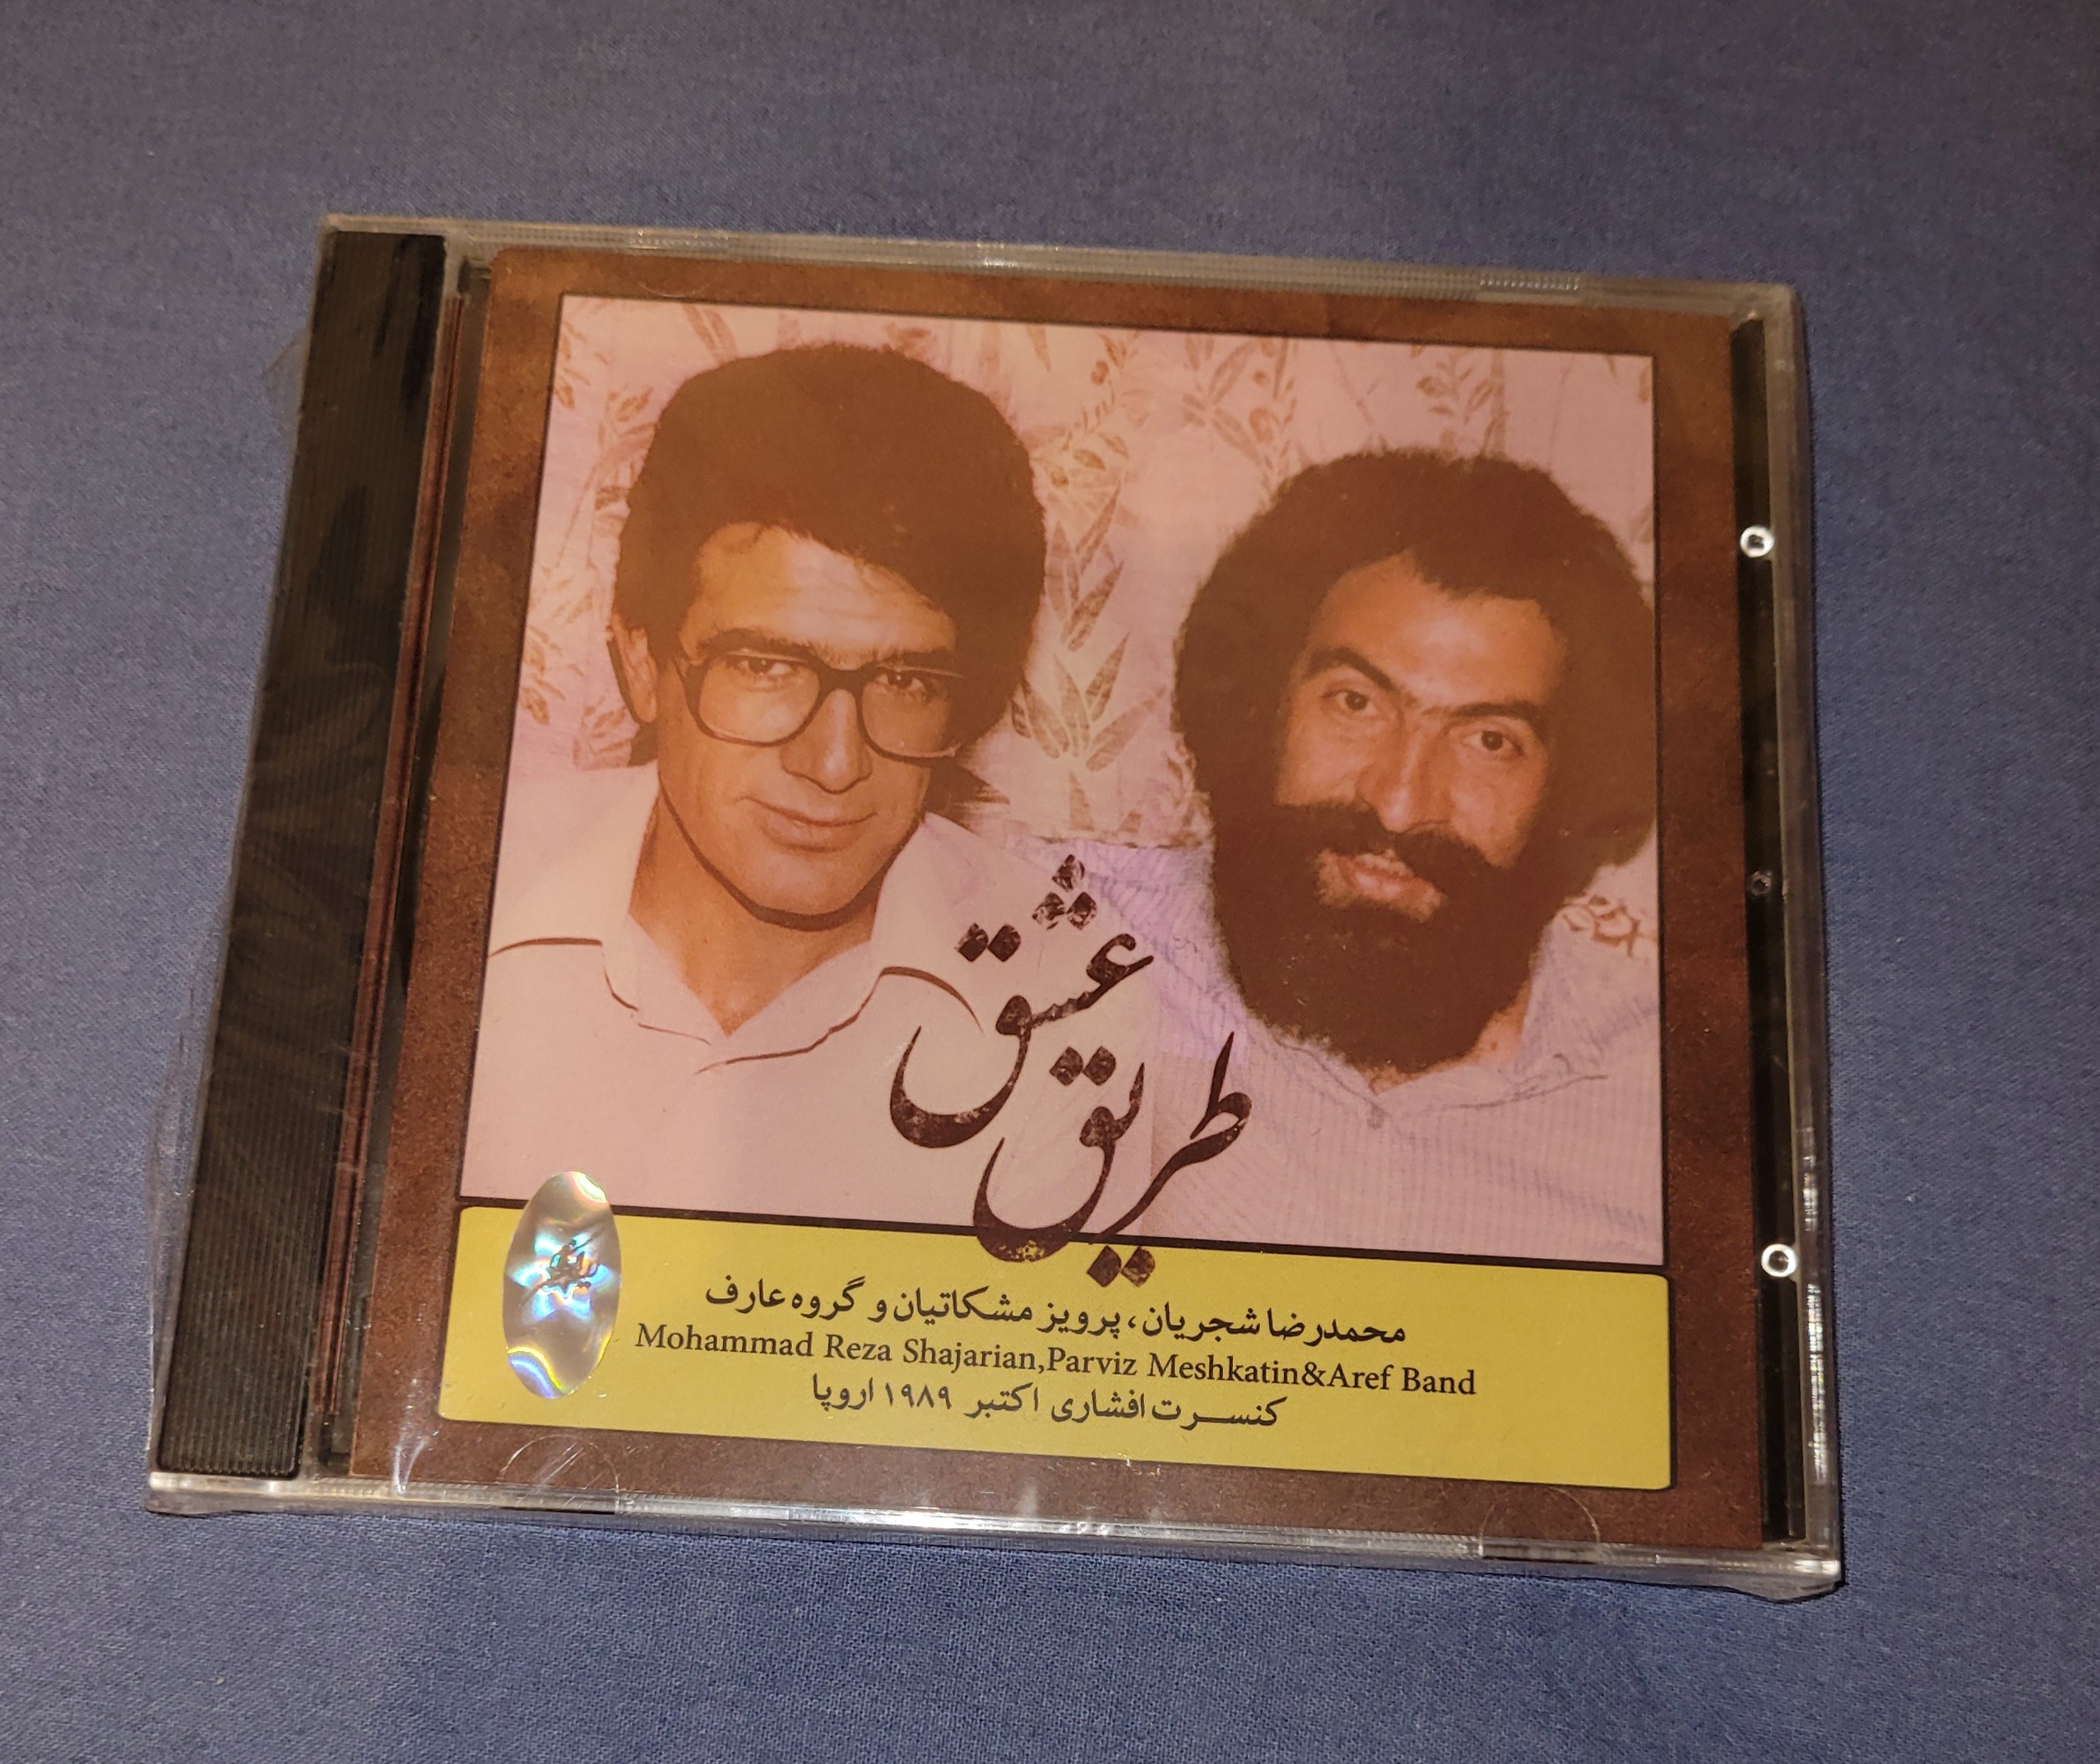 طریق عشق
محمدرضا شجریان، پرویز مشکاتیان و گروه عارف
Mohammad Reza Shajarian,Parviz Meshkatin&Aref Band
کنسرت افشاری اکتبر ۱۹۸۹ اروپا